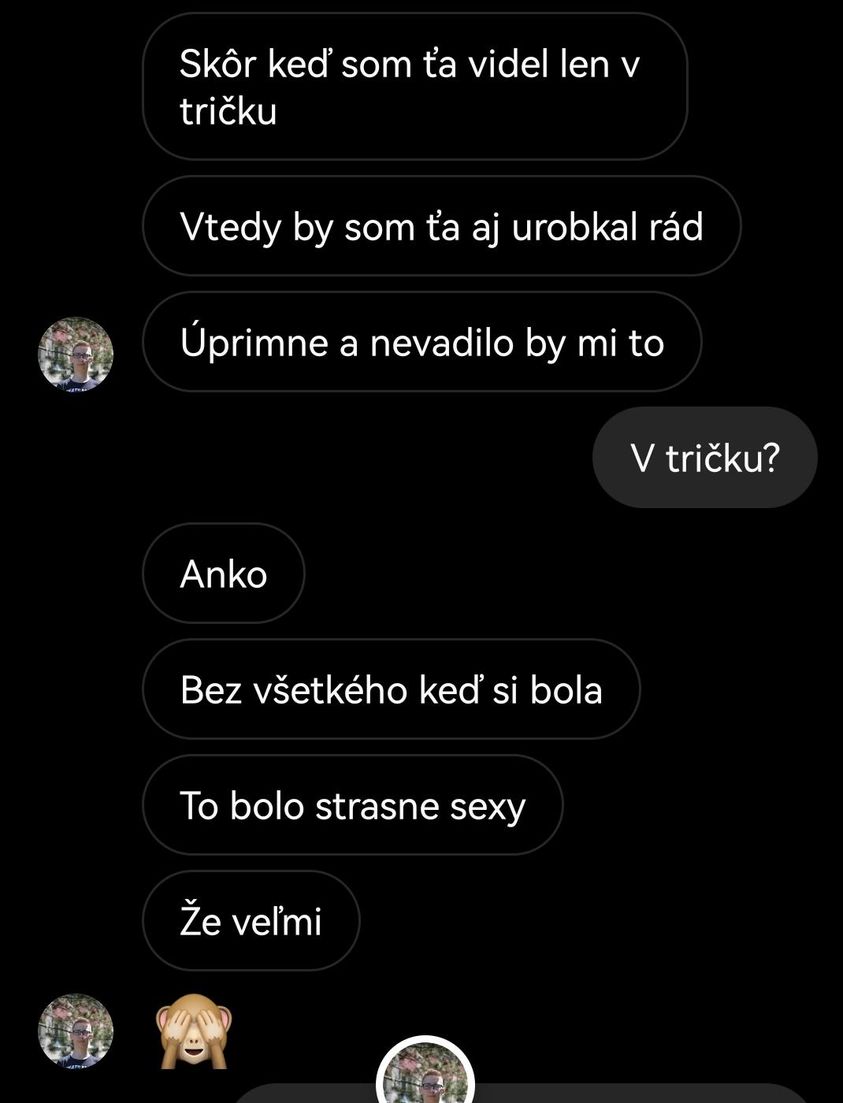 Skôr keď som ťa videl len v
tričku
Vtedy by som ťa aj urobkal rád
Úprimne a nevadilo by mi to
V tričku?
Anko
Bez všetkého keď si bola
To bolo strasne sexy
Že veľmi